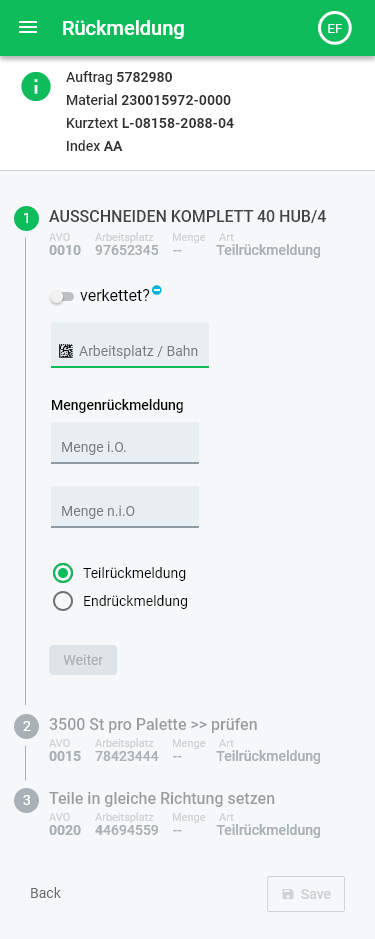 Rückmeldung
EF
Auftrag 5782980
Material 230015972-0000
Kurztext L-08158-2088-04
Index AA
1 AUSSCHNEIDEN KOMPLETT 40 HUB/4
AVO Arbeitsplatz Menge Art
0010 97652345 -- Teilrückmeldung
verkettet?
Arbeitsplatz / Bahn
Mengenrückmeldung
Menge i.O.
Menge n.i.O
Teilrückmeldung
Endrückmeldung
Weiter
2 3500 St pro Palette >> prüfen
AVO Arbeitsplatz Menge Art
0015 78423444 -- Teilrückmeldung
3 Teile in gleiche Richtung setzen
AVO Arbeitsplatz Menge Art
0020 44694559 -- Teilrückmeldung
Back
Save